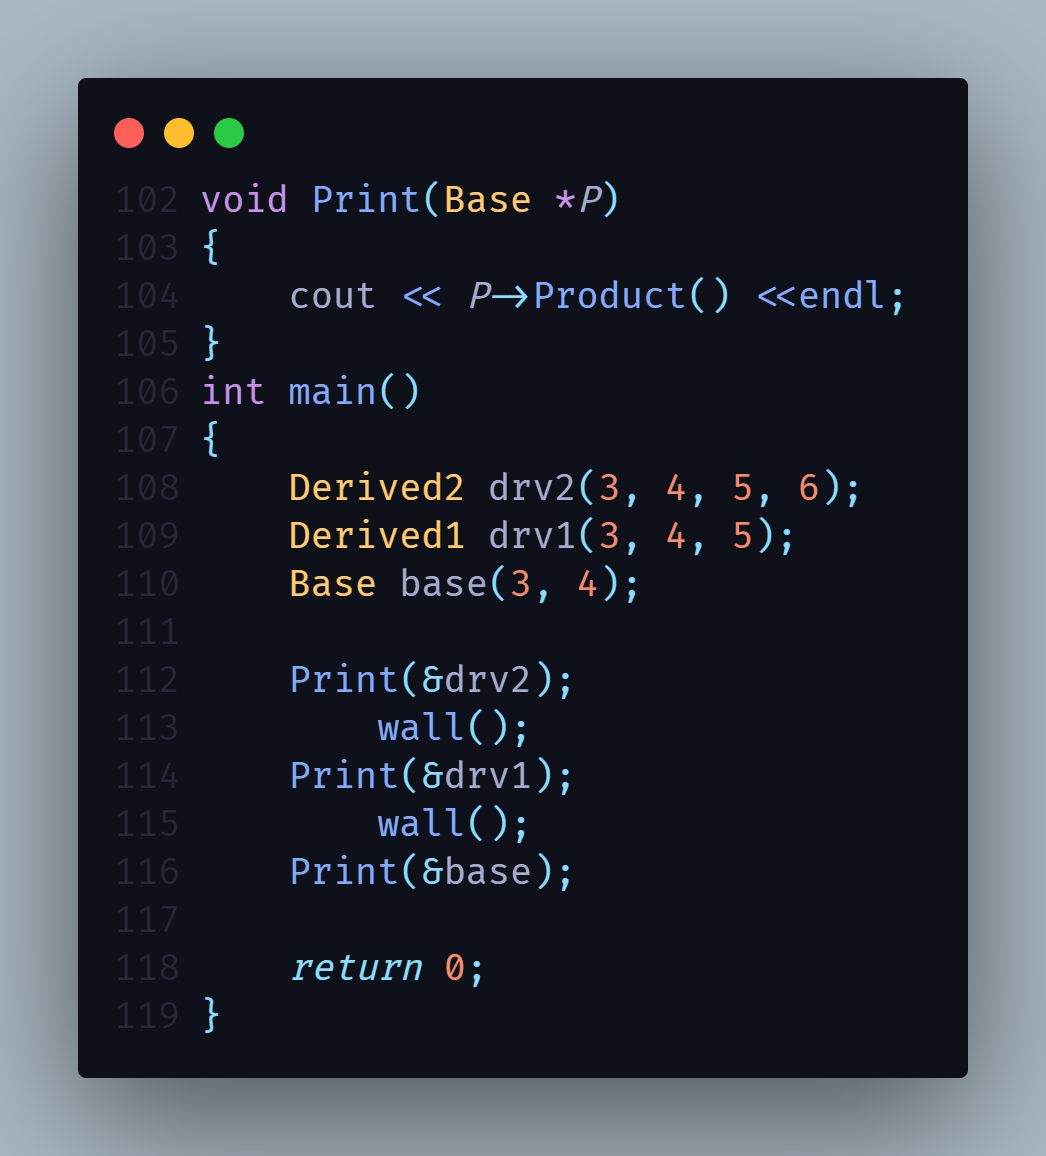 102 void Print(Base *P)
103 {
104     cout << P->Product() <<endl;
105 }
106 int main()
107 {
108     Derived2 drv2(3, 4, 5, 6);
109     Derived1 drv1(3, 4, 5);
110     Base base(3, 4);
111
112     Print(&drv2);
113         wall();
114     Print(&drv1);
115         wall();
116     Print(&base);
117
118     return 0;
119 }